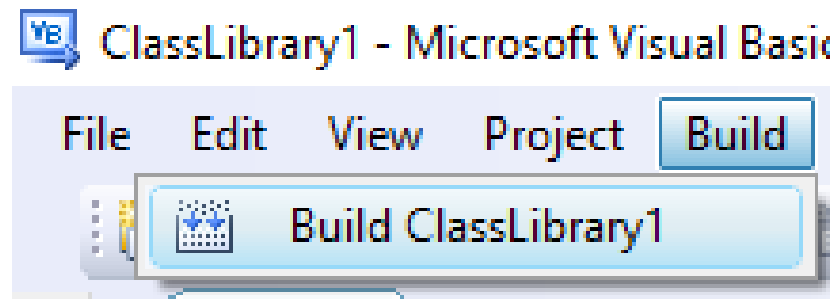 ClassLibrary1 - Microsoft Visual Basic
File Edit View Project Build
Build ClassLibrary1